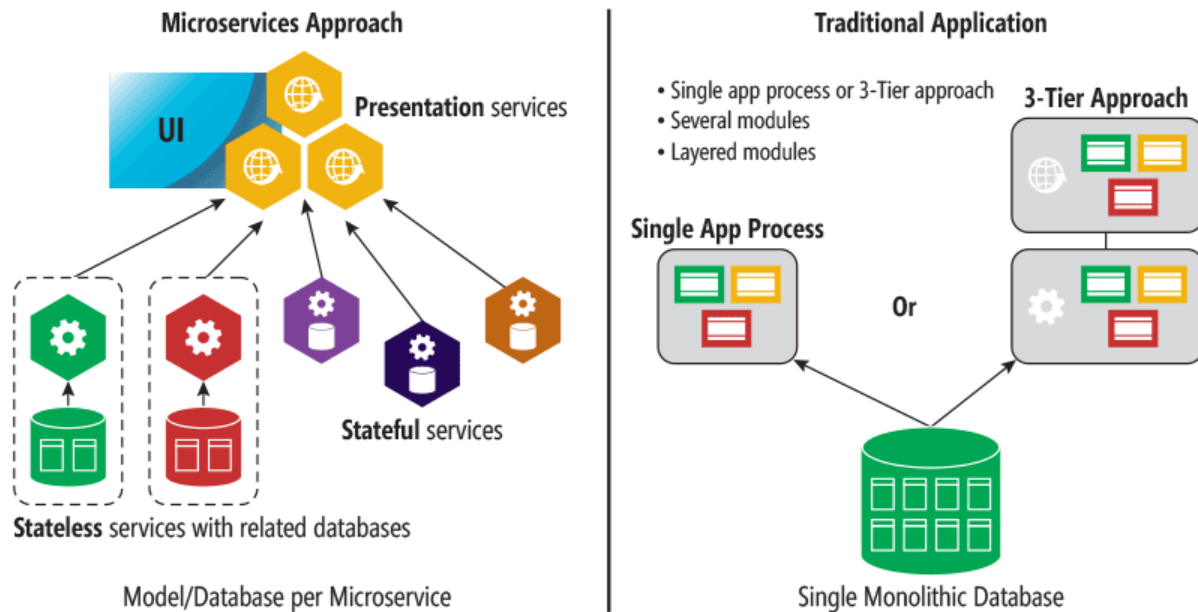 Microservices Approach
UI
Presentation services
Stateful services
Stateless services with related databases
Model/Database per Microservice
Traditional Application
• Single app process or 3-Tier approach
• Several modules
• Layered modules
3-Tier Approach
Single App Process
Or
Single Monolithic Database